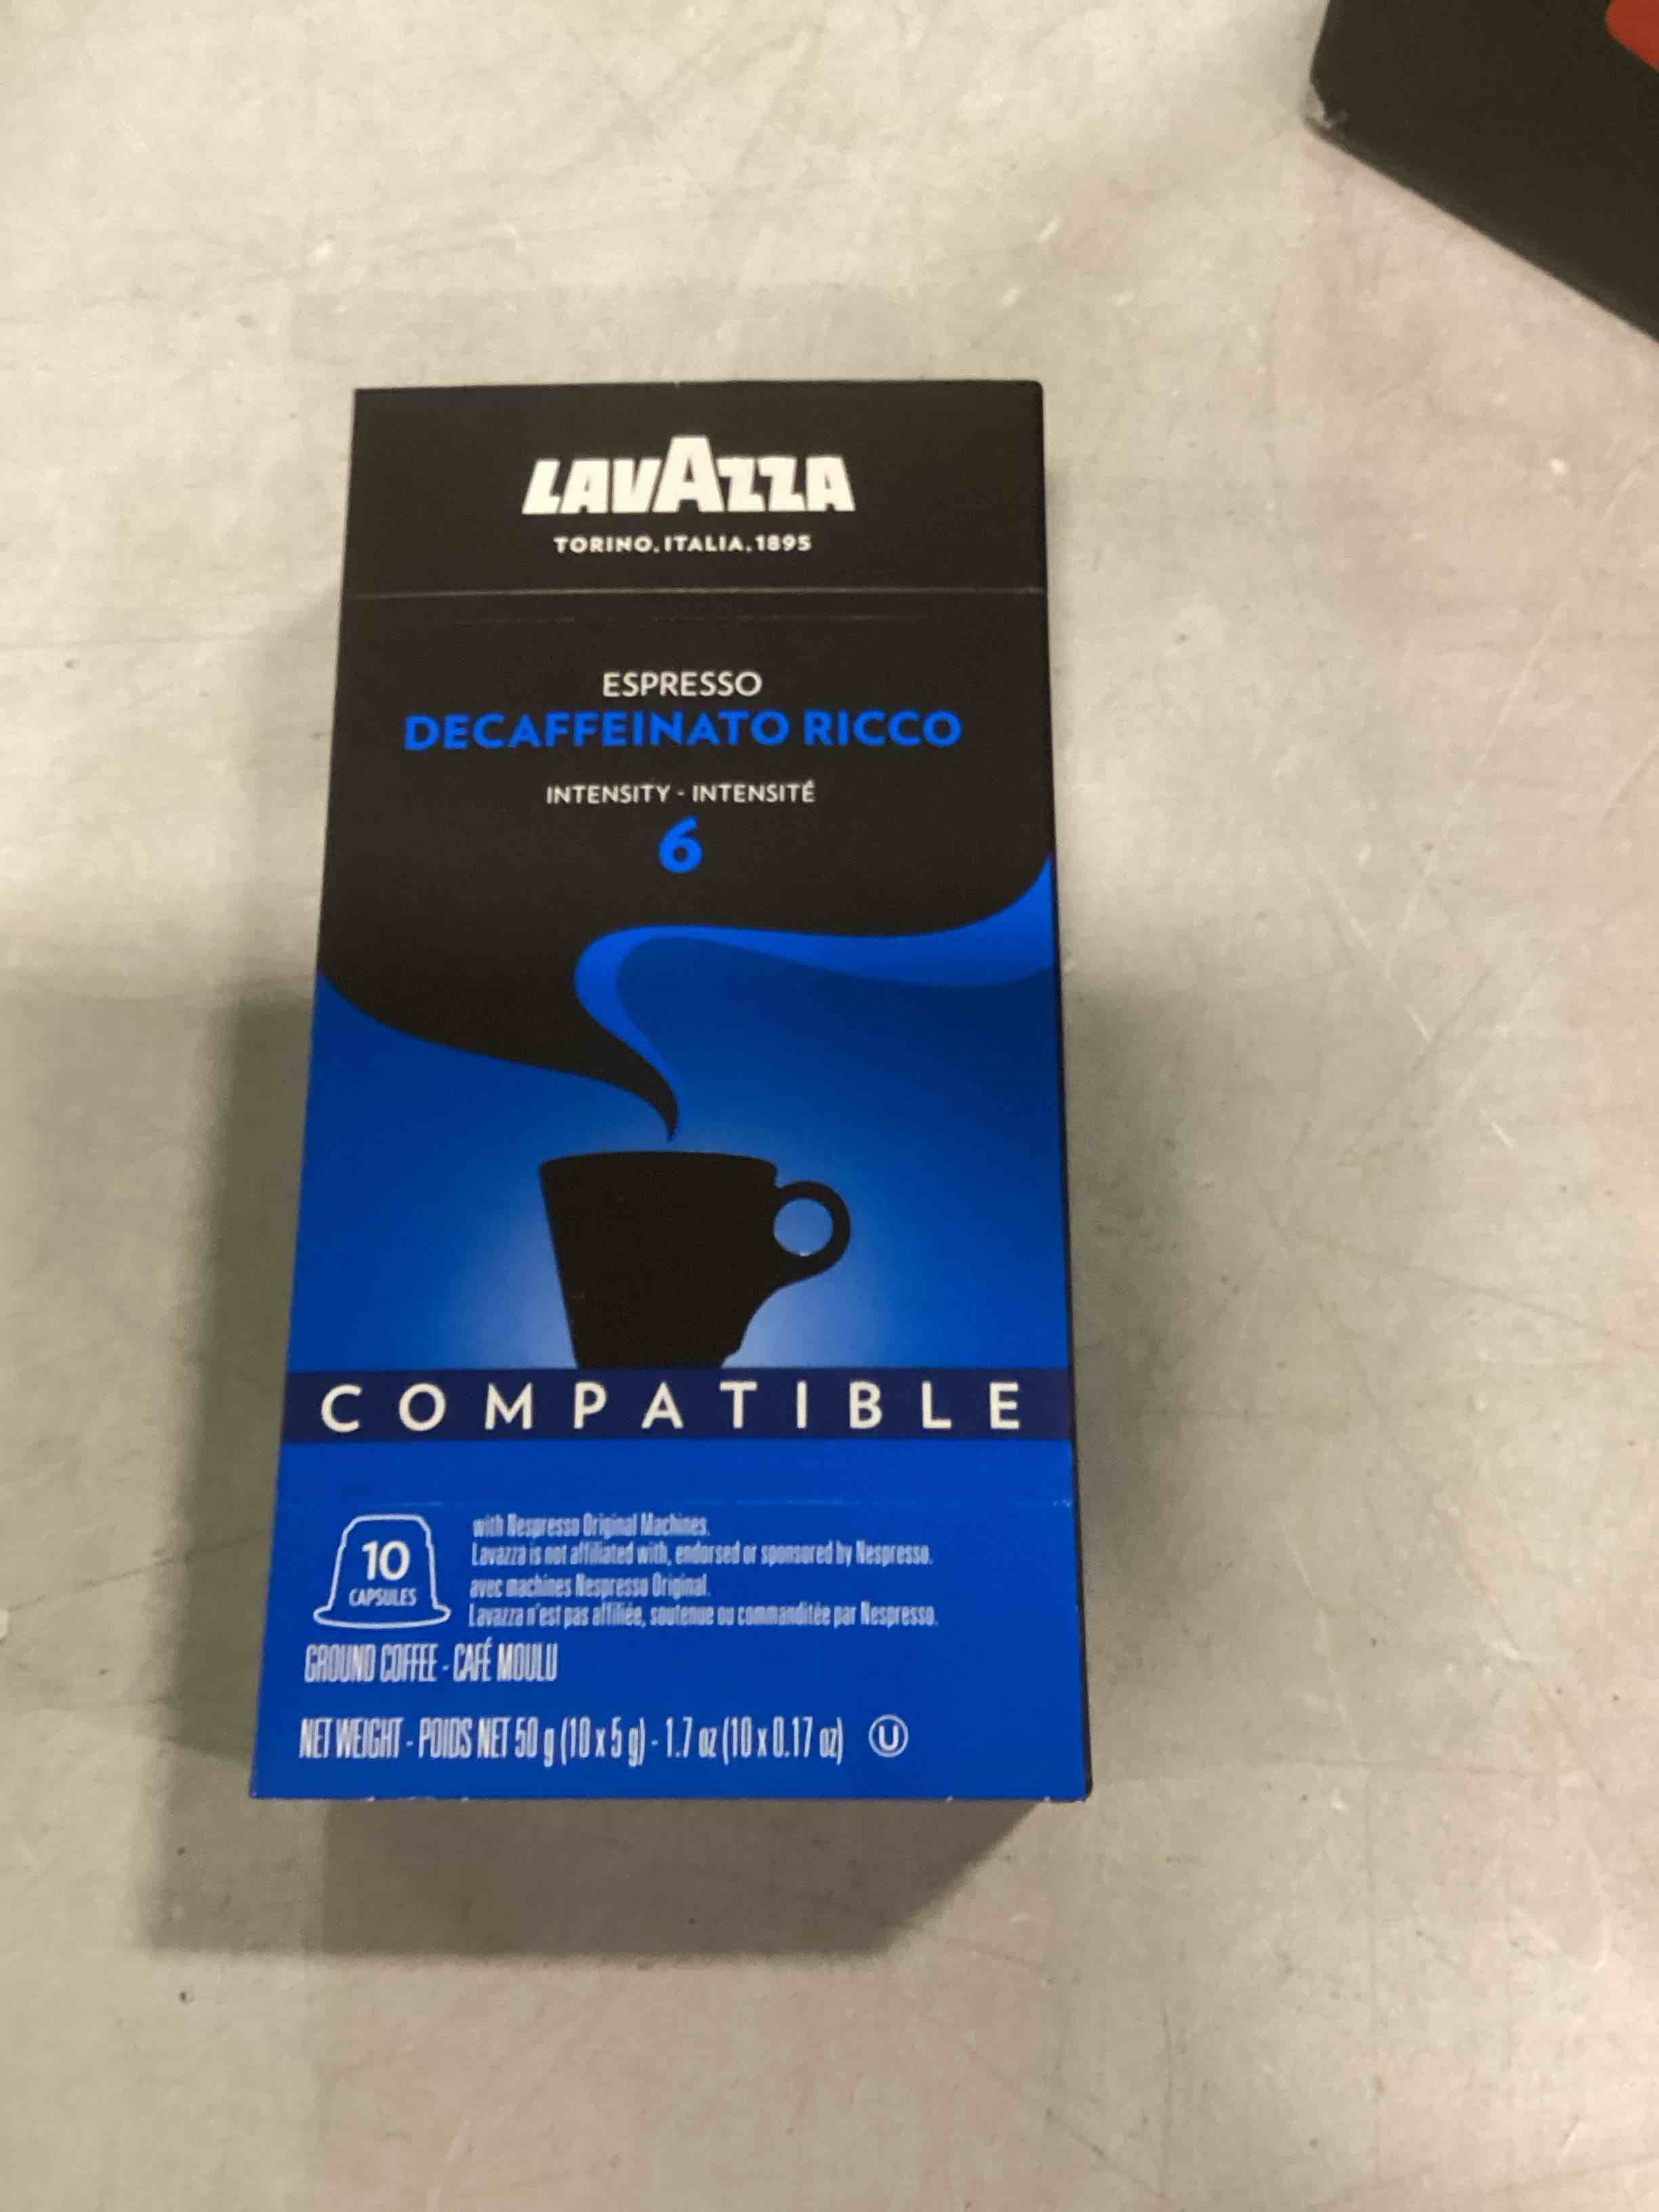 LAVAZZA
TORINO, ITALIA, 1895
ESPRESSO
DECAFFEINATO RICCO
INTENSITY - INTENSITÉ
6
COMPATIBLE
10
CAPSULES
with Nespresso Original Machines.
Lavazza is not affiliated with, endorsed or sponsored by Nespresso.
avec machines Nespresso Original.
Lavazza n'est pas affiliée, soutenue ou commanditée par Nespresso.
GROUND COFFEE - CAFÉ MOULU
NET WEIGHT - POIDS NET 50 g (10 x 5 g) - 1.7 oz (10 x 0.17 oz) U